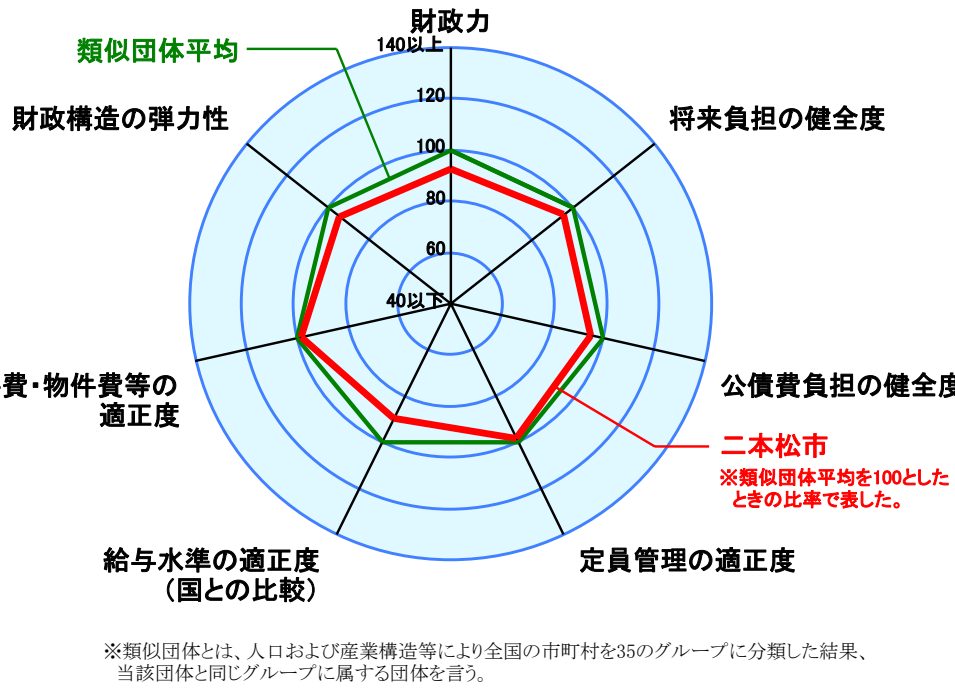 財政力
140以上
類似団体平均
120
財政構造の弾力性
将来負担の健全度
100
80
60
40以下
費・物件費等の
適正度
公債費負担の健全度
二本松市
※類似団体平均を100とした
ときの比率で表した。
給与水準の適正度
（国との比較）
定員管理の適正度
※類似団体とは、人口および産業構造等により全国の市町村を35のグループに分類した結果、
当該団体と同じグループに属する団体を言う。